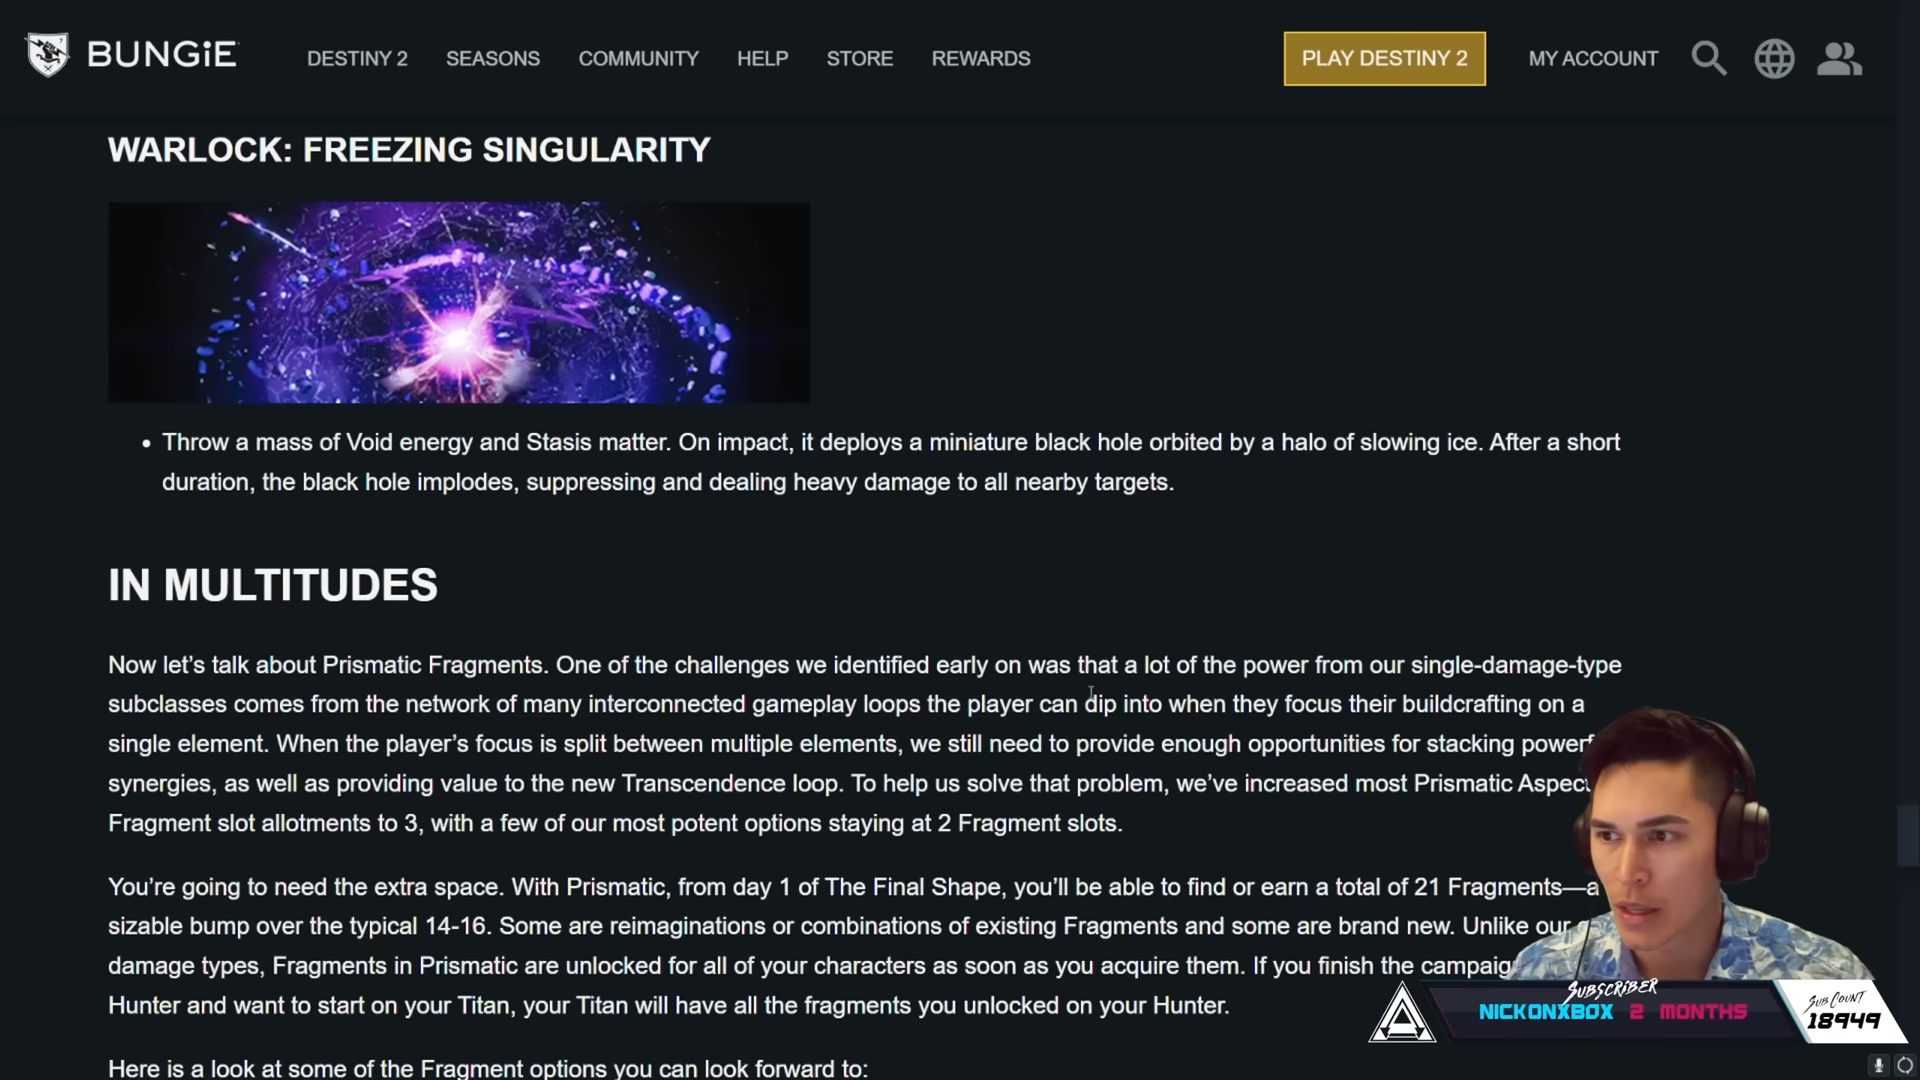 BUNGiE
DESTINY 2 SEASONS COMMUNITY HELP STORE REWARDS PLAY DESTINY 2 MY ACCOUNT
WARLOCK: FREEZING SINGULARITY
• Throw a mass of Void energy and Stasis matter. On impact, it deploys a miniature black hole orbited by a halo of slowing ice. After a short
duration, the black hole implodes, suppressing and dealing heavy damage to all nearby targets.
IN MULTITUDES
Now let’s talk about Prismatic Fragments. One of the challenges we identified early on was that a lot of the power from our single-damage-type
subclasses comes from the network of many interconnected gameplay loops the player can dip into when they focus their buildcrafting on a
single element. When the player’s focus is split between multiple elements, we still need to provide enough opportunities for stacking
synergies, as well as providing value to the new Transcendence loop. To help us solve that problem, we’ve increased most Prismatic Aspect
Fragment slot allotments to 3, with a few of our most potent options staying at 2 Fragment slots.
You’re going to need the extra space. With Prismatic, from day 1 of The Final Shape, you’ll be able to find or earn a total of 21 Fragments—a
sizable bump over the typical 14-16. Some are reimaginations or combinations of existing Fragments and some are brand new. Unlike our
damage types, Fragments in Prismatic are unlocked for all of your characters as soon as you acquire them. If you finish the
Hunter and want to start on your Titan, your Titan will have all the fragments you unlocked on your Hunter.
Here is a look at some of the Fragment options you can look forward to:
SUBSCRIBER
NICKONXBOX 2 MONTHS
SUB COUNT
18949